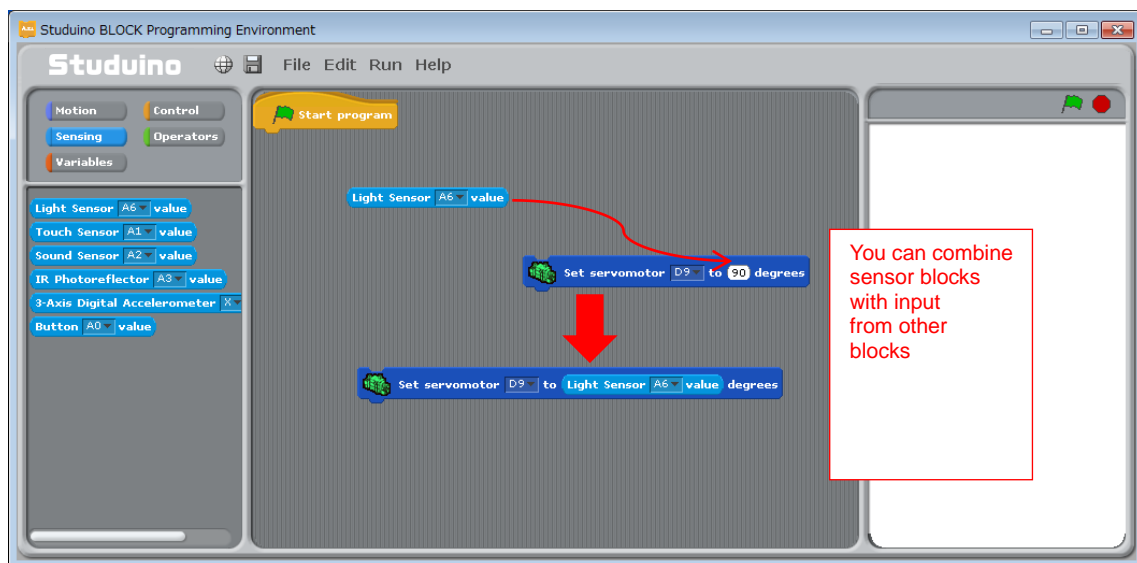 Studuino BLOCK Programming Environment
Studuino File Edit Run Help
Motion Control
Sensing Operators
Variables
Light Sensor A6 value
Touch Sensor A1 value
Sound Sensor A2 value
IR Photoreflector A3 value
3-Axis Digital Accelerometer X
Button A0 value
Start program
Light Sensor A6 value
Set servomotor D9 to 90 degrees
Set servomotor D9 to Light Sensor A6 value degrees
You can combine
sensor blocks
with input
from other
blocks